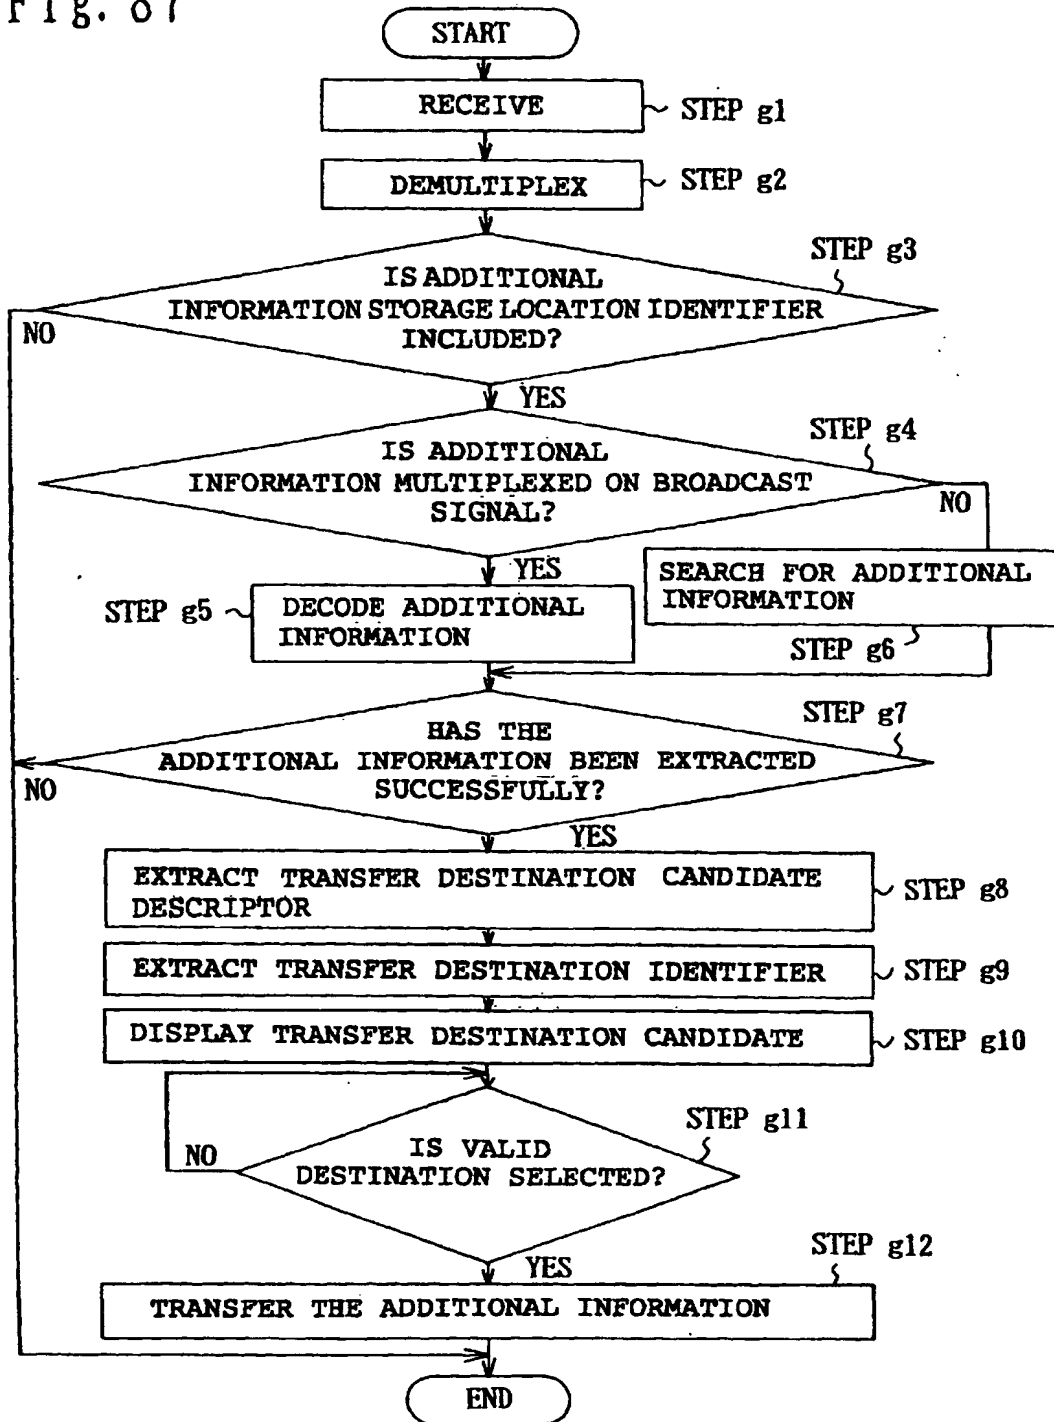 Fig. 87
START
RECEIVE
STEP g1
DEMULTIPLEX
STEP g2
STEP g3
IS ADDITIONAL
INFORMATION STORAGE LOCATION IDENTIFIER
INCLUDED?
NO
YES
STEP g4
IS ADDITIONAL
INFORMATION MULTIPLEXED ON BROADCAST
SIGNAL?
NO
YES
STEP g5
DECODE ADDITIONAL
INFORMATION
SEARCH FOR ADDITIONAL
INFORMATION
STEP g6
STEP g7
HAS THE
ADDITIONAL INFORMATION BEEN EXTRACTED
SUCCESSFULLY?
NO
YES
EXTRACT TRANSFER DESTINATION CANDIDATE
DESCRIPTOR
STEP g8
EXTRACT TRANSFER DESTINATION IDENTIFIER
STEP g9
DISPLAY TRANSFER DESTINATION CANDIDATE
STEP g10
STEP g11
IS VALID
DESTINATION SELECTED?
NO
YES
STEP g12
TRANSFER THE ADDITIONAL INFORMATION
END